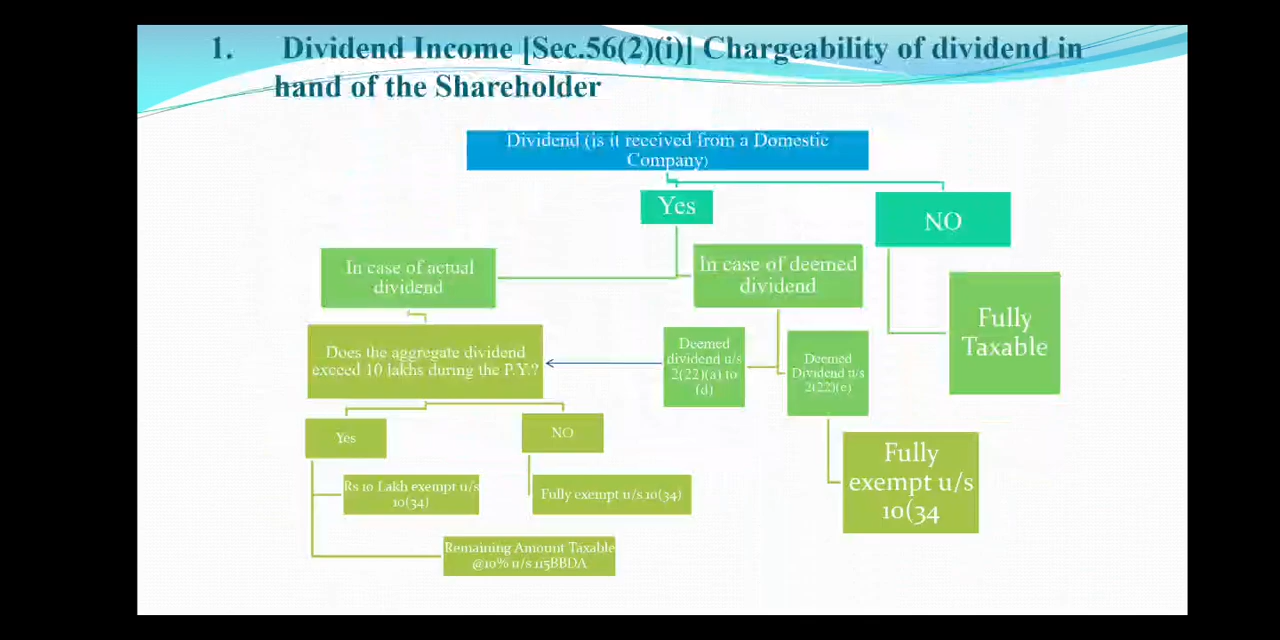 1. Dividend Income [Sec.56(2)(i)] Chargeability of dividend in
hand of the Shareholder
Dividend (is it received from a Domestic
Company)
Yes
NO
In case of actual
dividend
In case of deemed
dividend
Fully
Taxable
Does the aggregate dividend
exceed 10 lakhs during the P.Y.?
Deemed
dividend u/s
2(22)(a) to
(d)
Deemed
Dividend u/s
2(22)(e)
Yes
NO
Fully
exempt u/s
10(34
Rs 10 Lakh exempt u/s
10(34)
Fully exempt u/s 10(34)
Remaining Amount Taxable
@10% u/s 115BBDA